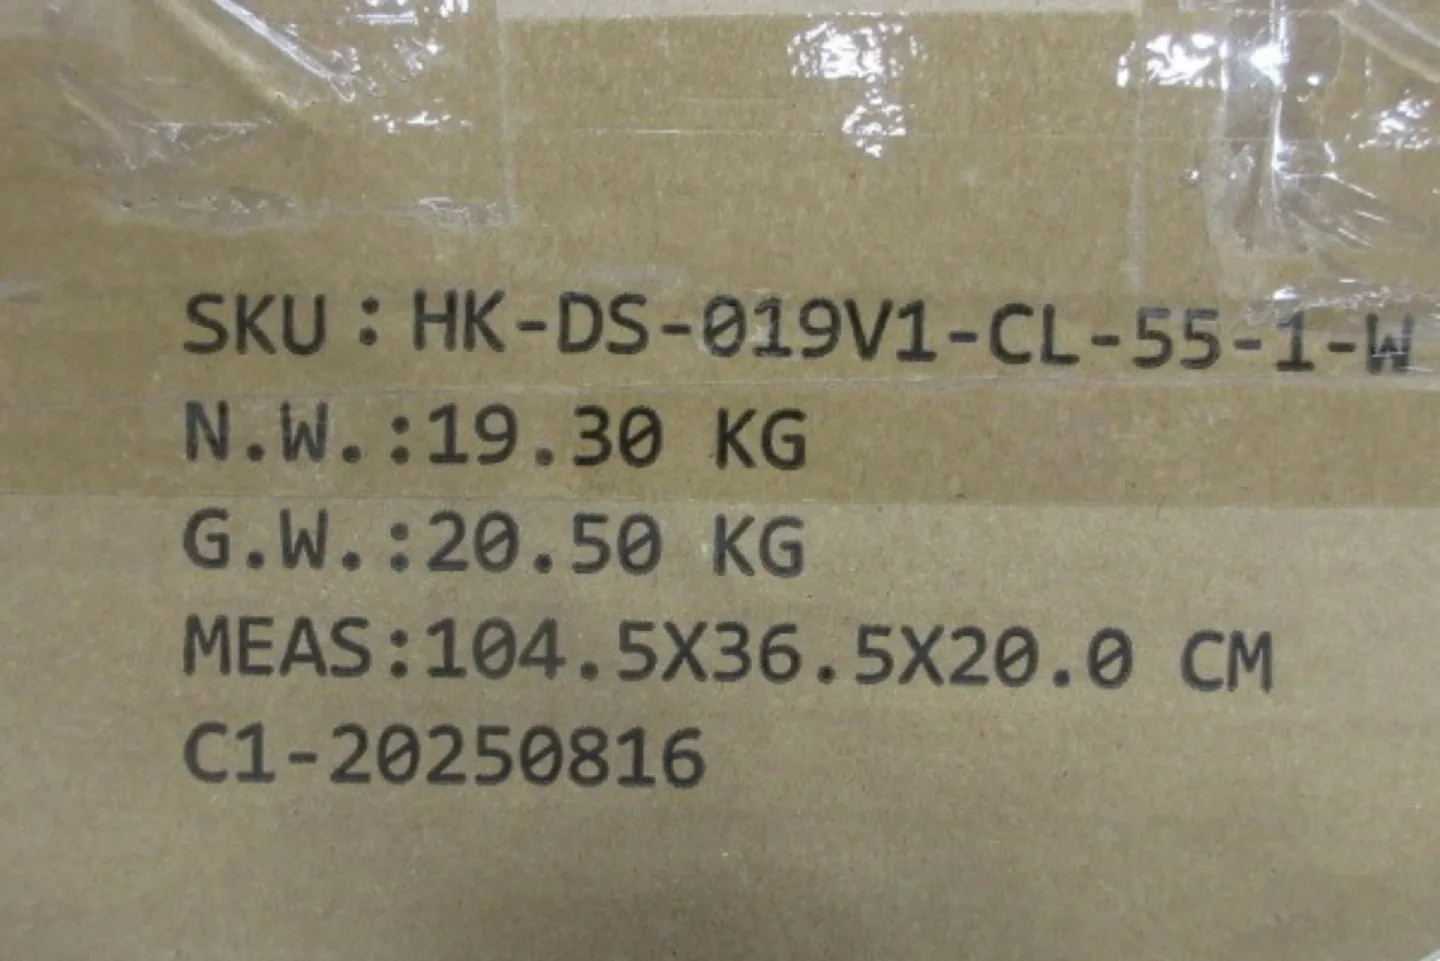 SKU：HK-DS-019V1-CL-55-1-W
N.W.:19.30 KG
G.W.:20.50 KG
MEAS:104.5X36.5X20.0 CM
C1-20250816